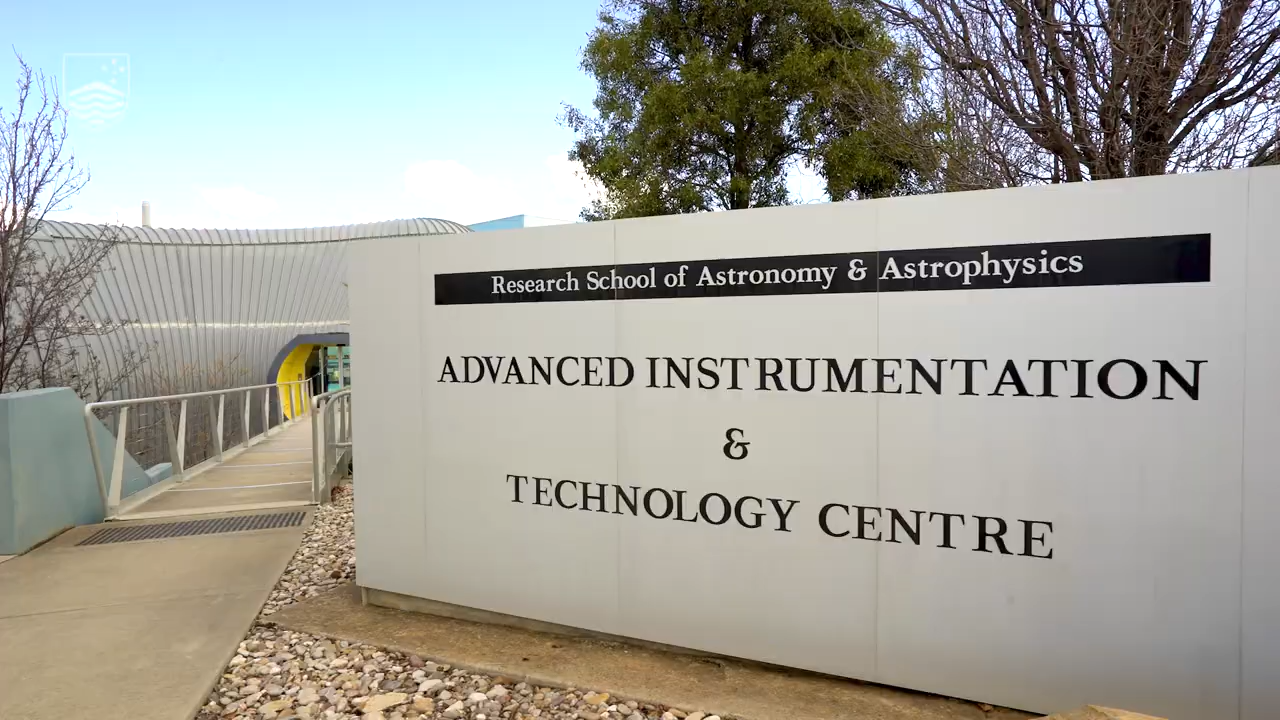 Research School of Astronomy & Astrophysics
ADVANCED INSTRUMENTATION
&
TECHNOLOGY CENTRE